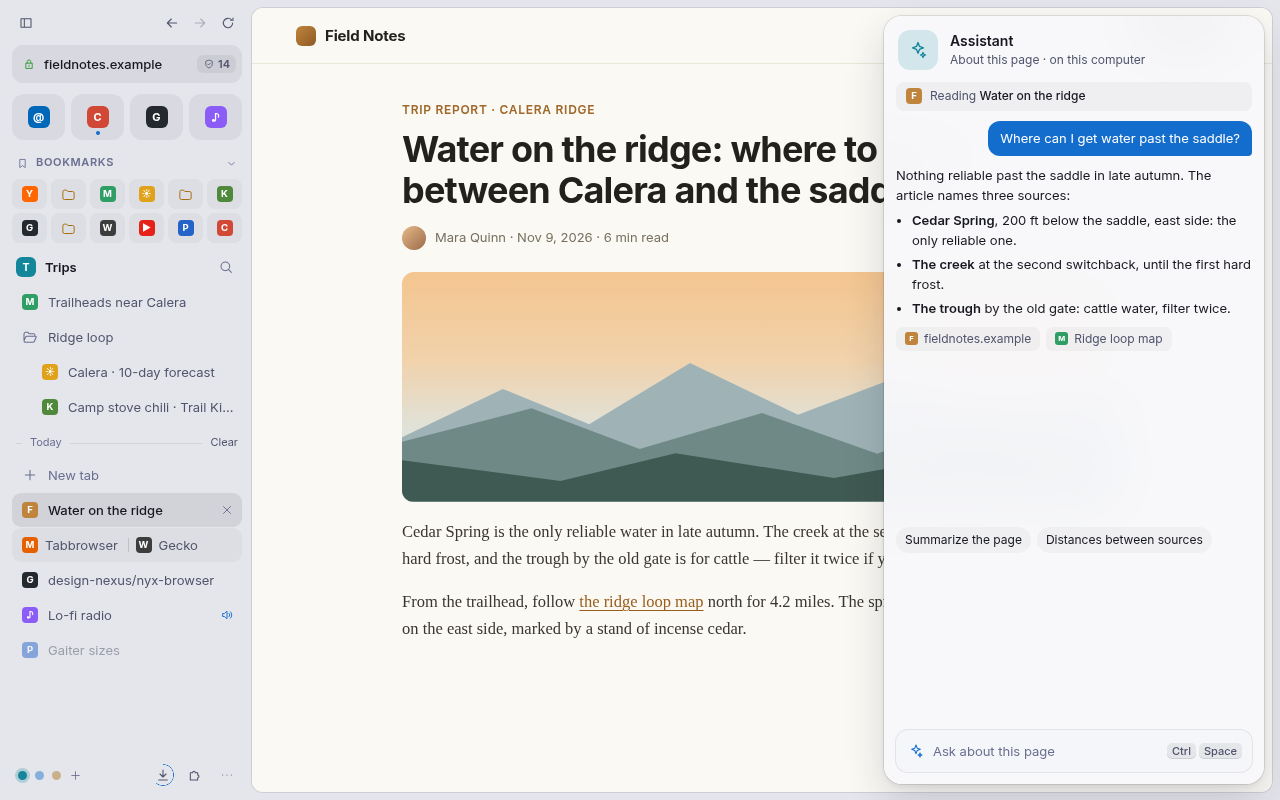 fieldnotes.example
14
@
C
G
BOOKMARKS
Y
M
K
G
W
P
C
T Trips
M Trailheads near Calera
Ridge loop
Calera · 10-day forecast
K Camp stove chili · Trail Ki...
Today
Clear
New tab
F Water on the ridge
M Tabbrowser
W Gecko
G design-nexus/nyx-browser
Lo-fi radio
P Gaiter sizes
Field Notes
TRIP REPORT · CALERA RIDGE
Water on the ridge: where to
between Calera and the sadd
Mara Quinn · Nov 9, 2026 · 6 min read
Cedar Spring is the only reliable water in late autumn. The creek at the se
hard frost, and the trough by the old gate is for cattle — filter it twice if y
From the trailhead, follow the ridge loop map north for 4.2 miles. The spr
on the east side, marked by a stand of incense cedar.
Assistant
About this page · on this computer
F Reading Water on the ridge
Where can I get water past the saddle?
Nothing reliable past the saddle in late autumn. The
article names three sources:
• Cedar Spring, 200 ft below the saddle, east side: the
only reliable one.
• The creek at the second switchback, until the first hard
frost.
• The trough by the old gate: cattle water, filter twice.
F fieldnotes.example
M Ridge loop map
Summarize the page
Distances between sources
Ask about this page
Ctrl Space